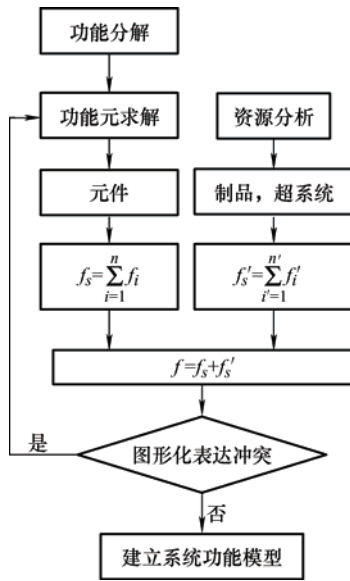 功能分解
功能元求解
资源分析
元件
制品，超系统
f_s=∑_{i=1}^{n} f_i
f_s'=∑_{i'=1}^{n'} f_i'
f=f_s+f_s'
是
图形化表达冲突
否
建立系统功能模型